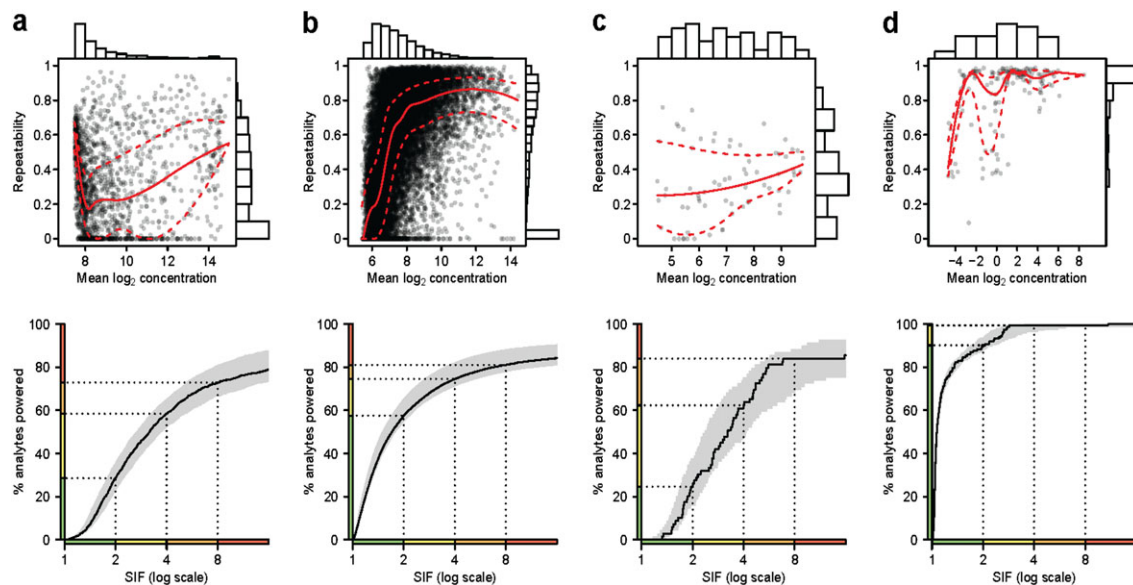 a
b
c
d
1
0.8
0.6
0.4
0.2
0
Repeatability
8 10 12 14
Mean log2 concentration
1
0.8
0.6
0.4
0.2
0
Repeatability
6 8 10 12 14
Mean log2 concentration
1
0.8
0.6
0.4
0.2
0
Repeatability
5 6 7 8 9
Mean log2 concentration
1
0.8
0.6
0.4
0.2
0
Repeatability
-4 -2 0 2 4 6 8
Mean log2 concentration
100
80
60
40
20
0
% analytes powered
1 2 4 8
SIF (log scale)
100
80
60
40
20
0
% analytes powered
1 2 4 8
SIF (log scale)
100
80
60
40
20
0
% analytes powered
1 2 4 8
SIF (log scale)
100
80
60
40
20
0
% analytes powered
1 2 4 8
SIF (log scale)